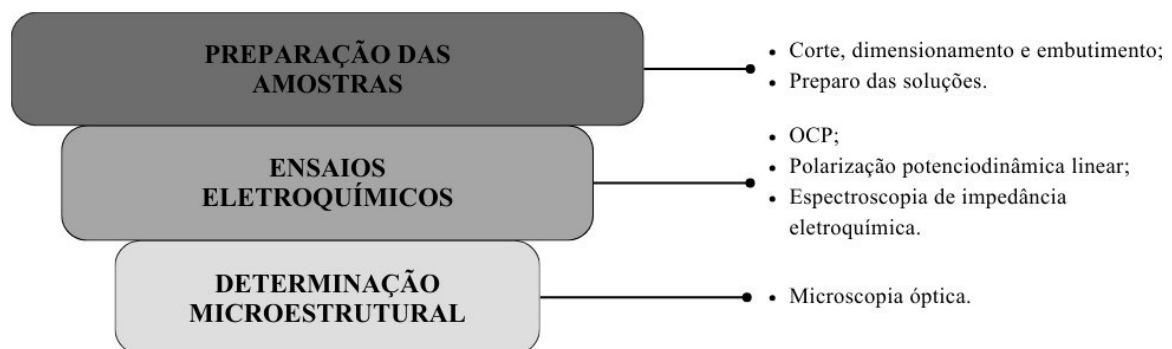 PREPARAÇÃO DAS
AMOSTRAS
• Corte, dimensionamento e embutimento;
• Preparo das soluções.
ENSAIOS
ELETROQUÍMICOS
• OCP;
• Polarização potenciodinâmica linear;
• Espectroscopia de impedância
eletroquímica.
DETERMINAÇÃO
MICROESTRUTURAL
• Microscopia óptica.